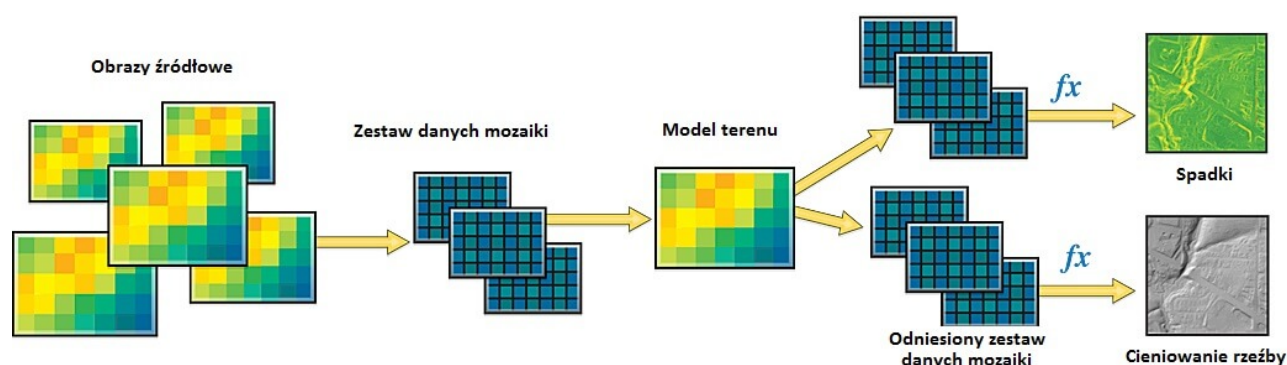 Obrazy źródłowe
Zestaw danych mozaiki
Model terenu
fx
Spadki
fx
Odniesiony zestaw
danych mozaiki
Cieniowanie rzeźby